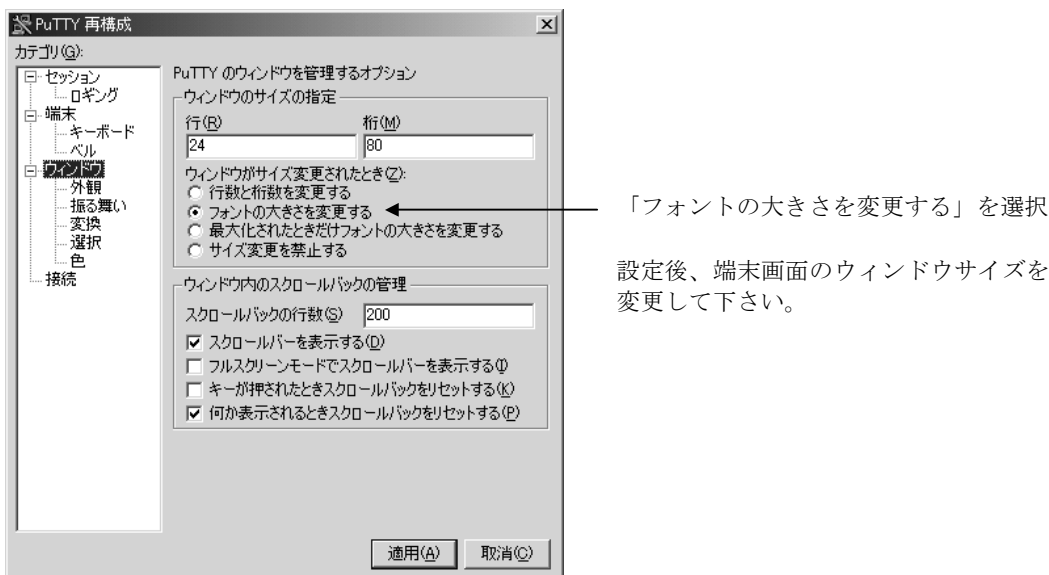 PuTTY 再構成
カテゴリ(G):
セッション
ロギング
端末
キーボード
ベル
ウィンドウ
外観
振る舞い
変換
選択
色
接続
PuTTY のウィンドウを管理するオプション
ウィンドウのサイズの指定
行(R) 桁(M)
24 80
ウィンドウがサイズ変更されたとき(Z):
行数と桁数を変更する
フォントの大きさを変更する
最大化されたときだけフォントの大きさを変更する
サイズ変更を禁止する
ウィンドウ内のスクロールバックの管理
スクロールバックの行数(S) 200
スクロールバーを表示する(D)
フルスクリーンモードでスクロールバーを表示する(I)
キーが押されたときスクロールバックをリセットする(K)
何か表示されるときスクロールバックをリセットする(P)
適用(A) 取消(C)
「フォントの大きさを変更する」を選択
設定後、端末画面のウィンドウサイズを
変更して下さい。